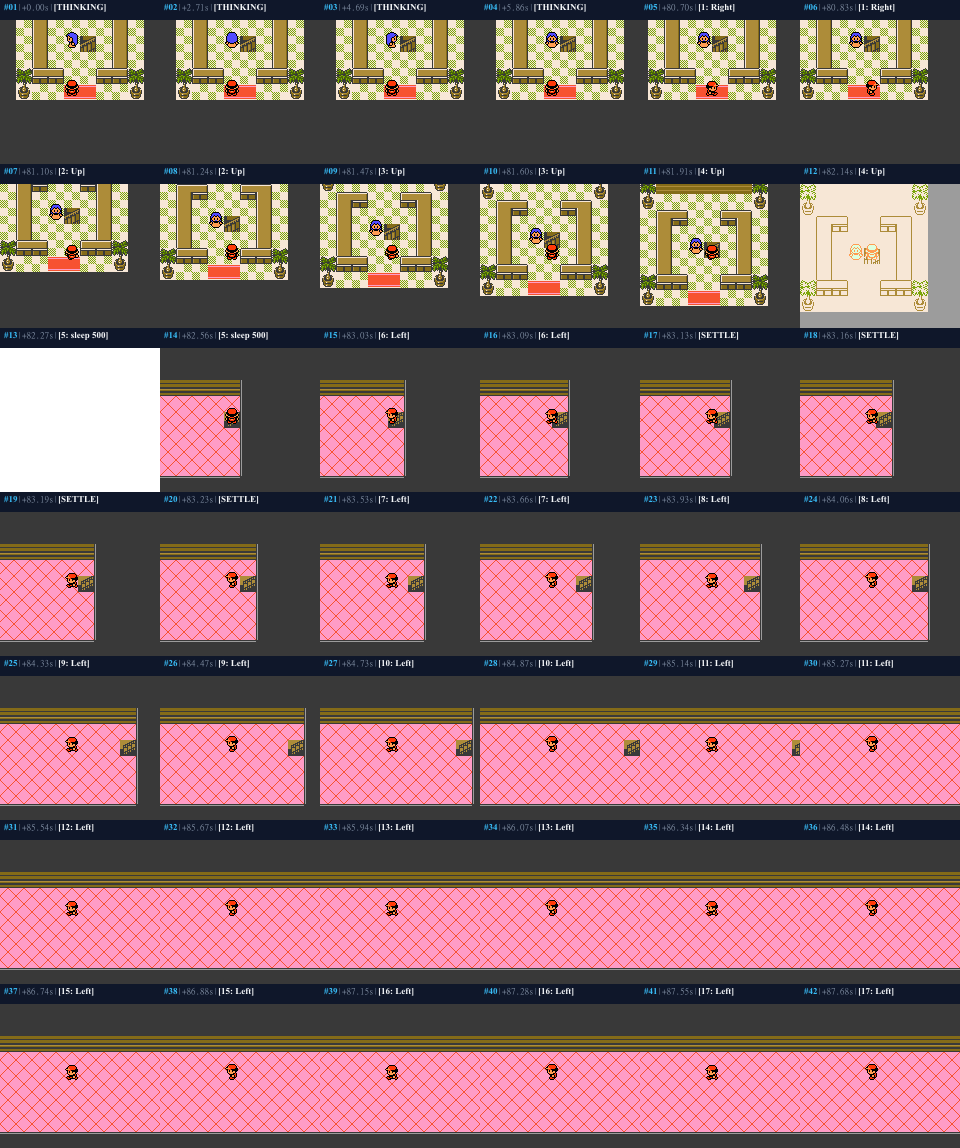 #01|+0.00s|[THINKING] #02|+2.71s|[THINKING] #03|+4.69s|[THINKING] #04|+5.86s|[THINKING] #05|+80.70s|[1: Right] #06|+80.83s|[1: Right]
#07|+81.10s|[2: Up] #08|+81.24s|[2: Up] #09|+81.47s|[3: Up] #10|+81.60s|[3: Up] #11|+81.91s|[4: Up] #12|+82.14s|[4: Up]
#13|+82.27s|[5: sleep 500] #14|+82.56s|[5: sleep 500] #15|+83.03s|[6: Left] #16|+83.09s|[6: Left] #17|+83.13s|[SETTLE] #18|+83.16s|[SETTLE]
#19|+83.19s|[SETTLE] #20|+83.23s|[SETTLE] #21|+83.53s|[7: Left] #22|+83.66s|[7: Left] #23|+83.93s|[8: Left] #24|+84.06s|[8: Left]
#25|+84.33s|[9: Left] #26|+84.47s|[9: Left] #27|+84.73s|[10: Left] #28|+84.87s|[10: Left] #29|+85.14s|[11: Left] #30|+85.27s|[11: Left]
#31|+85.54s|[12: Left] #32|+85.67s|[12: Left] #33|+85.94s|[13: Left] #34|+86.07s|[13: Left] #35|+86.34s|[14: Left] #36|+86.48s|[14: Left]
#37|+86.74s|[15: Left] #38|+86.88s|[15: Left] #39|+87.15s|[16: Left] #40|+87.28s|[16: Left] #41|+87.55s|[17: Left] #42|+87.68s|[17: Left]